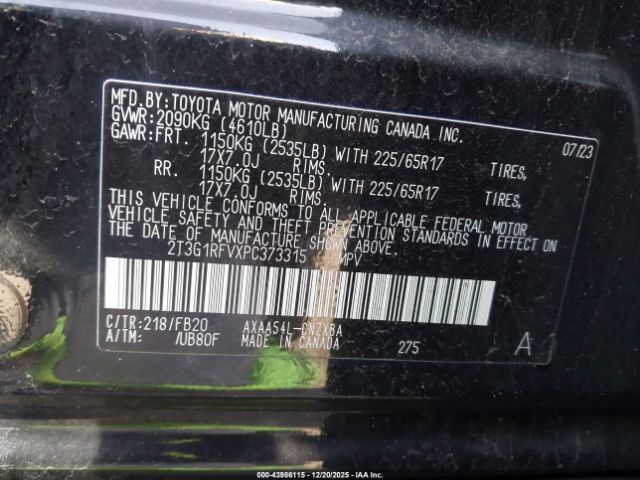 MFD. BY: TOYOTA MOTOR MANUFACTURING CANADA INC.
GVWR: 2090KG (4610LB) 07/23
GAWR: FRT. 1150KG (2535LB) WITH 225/65R17 TIRES,
17X7.0J RIMS.
RR. 1150KG (2535LB) WITH 225/65R17 TIRES,
17X7.0J RIMS.
THIS VEHICLE CONFORMS TO ALL APPLICABLE FEDERAL MOTOR
VEHICLE SAFETY AND THEFT PREVENTION STANDARDS IN EFFECT ON
THE DATE OF MANUFACTURE SHOWN ABOVE.
2T3G1RFVXPC373315 MPV
C/TR: 218/FB20 AXAA54L-CNZXBA
A/TM: /UB80F MADE IN CANADA 275 A
000-43986115 - 12/20/2025 - IAA Inc.